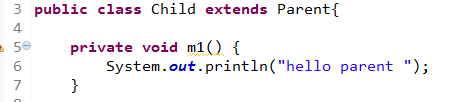 3 public class Child extends Parent{
4
5 private void m1() {
6 System.out.println("hello parent ");
7 }